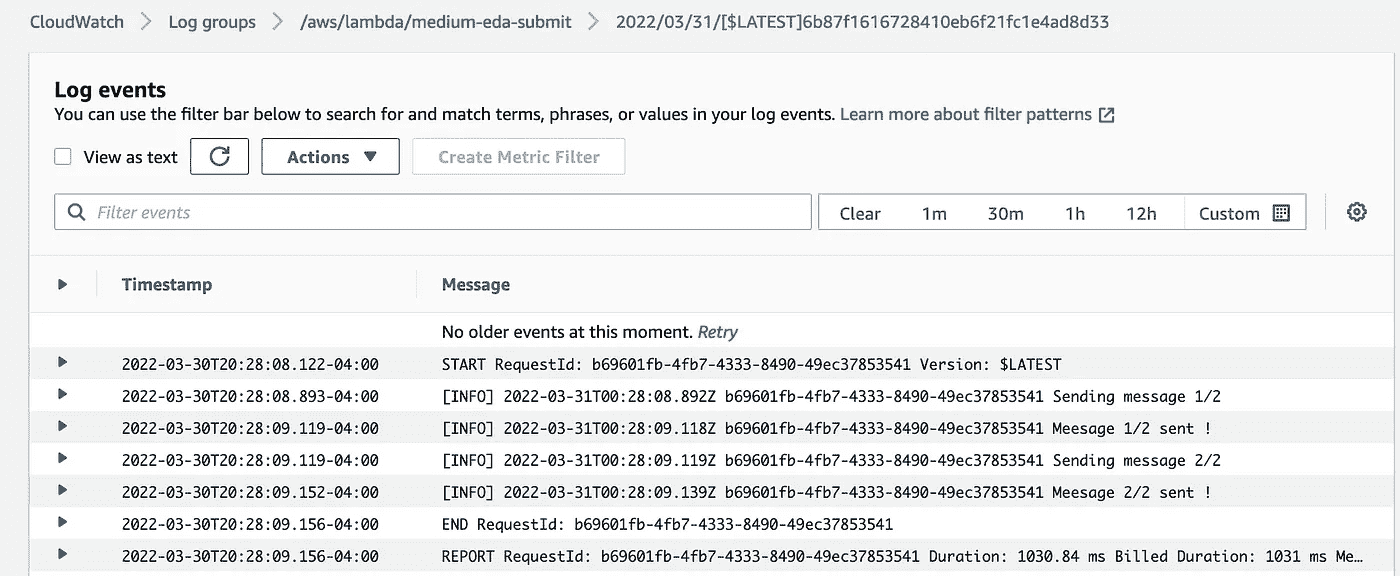 CloudWatch > Log groups > /aws/lambda/medium-eda-submit > 2022/03/31/[$LATEST]6b87f1616728410eb6f21fc1e4ad8d33
Log events
You can use the filter bar below to search for and match terms, phrases, or values in your log events. Learn more about filter patterns
View as text Actions Create Metric Filter
Filter events Clear 1m 30m 1h 12h Custom
Timestamp Message
No older events at this moment. Retry
2022-03-30T20:28:08.122-04:00 START RequestId: b69601fb-4fb7-4333-8490-49ec37853541 Version: $LATEST
2022-03-30T20:28:08.893-04:00 [INFO] 2022-03-31T00:28:08.892Z b69601fb-4fb7-4333-8490-49ec37853541 Sending message 1/2
2022-03-30T20:28:09.119-04:00 [INFO] 2022-03-31T00:28:09.118Z b69601fb-4fb7-4333-8490-49ec37853541 Meesage 1/2 sent !
2022-03-30T20:28:09.119-04:00 [INFO] 2022-03-31T00:28:09.119Z b69601fb-4fb7-4333-8490-49ec37853541 Sending message 2/2
2022-03-30T20:28:09.152-04:00 [INFO] 2022-03-31T00:28:09.139Z b69601fb-4fb7-4333-8490-49ec37853541 Meesage 2/2 sent !
2022-03-30T20:28:09.156-04:00 END RequestId: b69601fb-4fb7-4333-8490-49ec37853541
2022-03-30T20:28:09.156-04:00 REPORT RequestId: b69601fb-4fb7-4333-8490-49ec37853541 Duration: 1030.84 ms Billed Duration: 1031 ms Me…